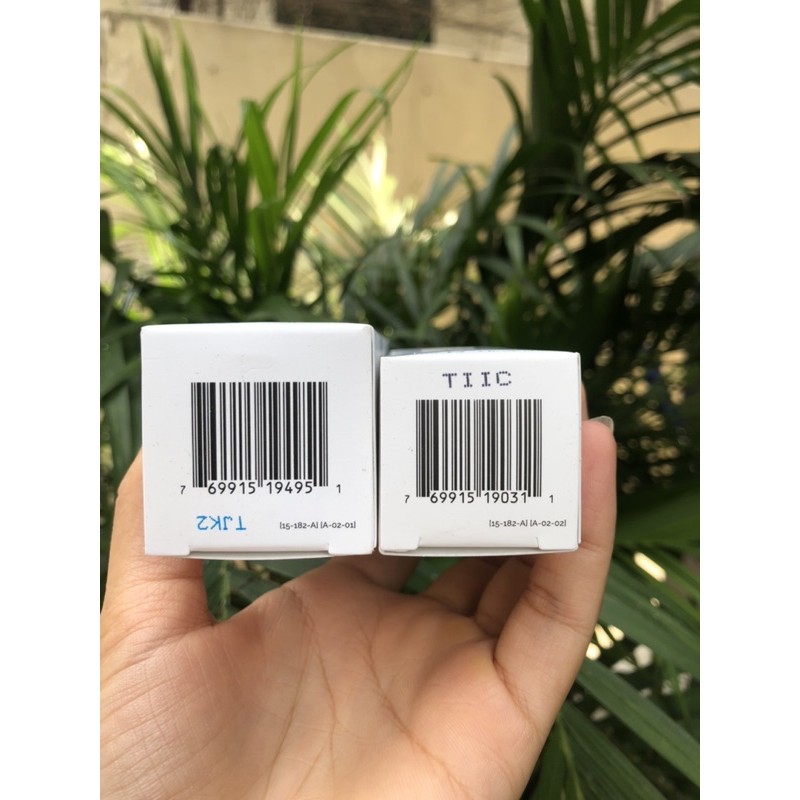 7 69915 19495 1
TJK2
[15-182-A] [A-02-01]
TIIC
7 69915 19031 1
[15-182-A] [A-02-02]